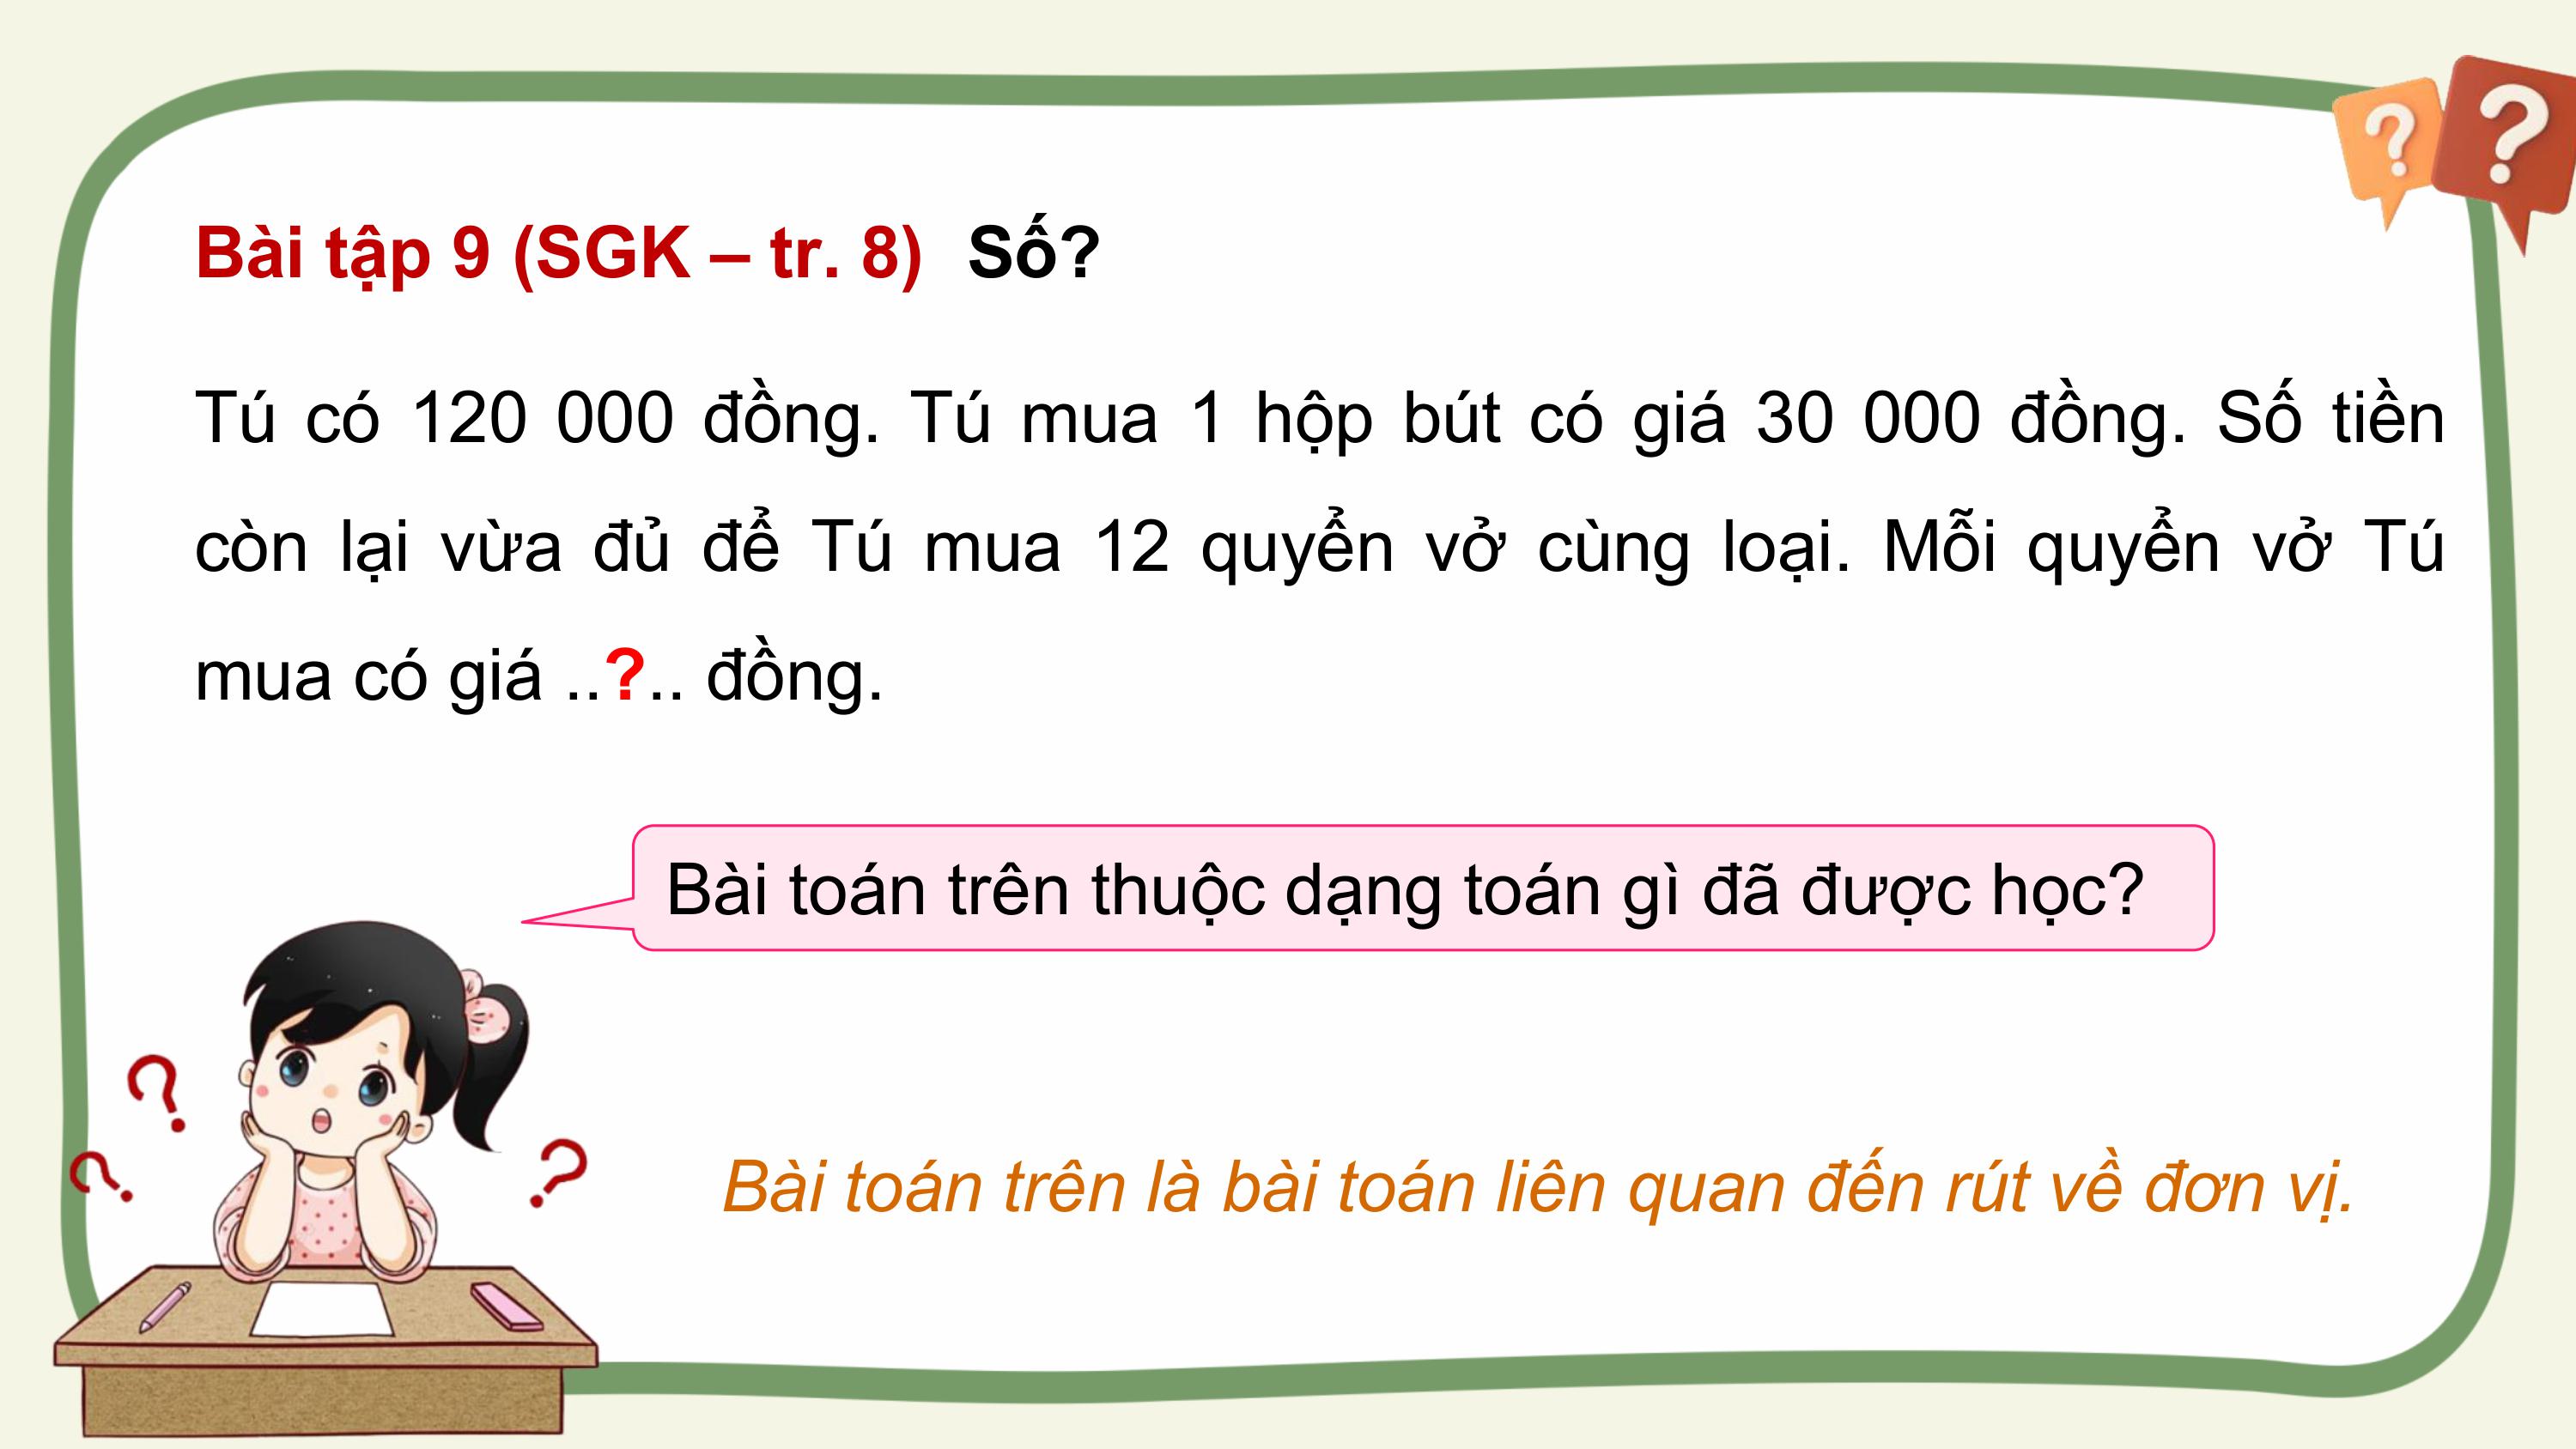 Bài tập 9 (SGK – tr. 8) Số?
Tú có 120 000 đồng. Tú mua 1 hộp bút có giá 30 000 đồng. Số tiền
còn lại vừa đủ để Tú mua 12 quyển vở cùng loại. Mỗi quyển vở Tú
mua có giá ..?.. đồng.
Bài toán trên thuộc dạng toán gì đã được học?
Bài toán trên là bài toán liên quan đến rút về đơn vị.